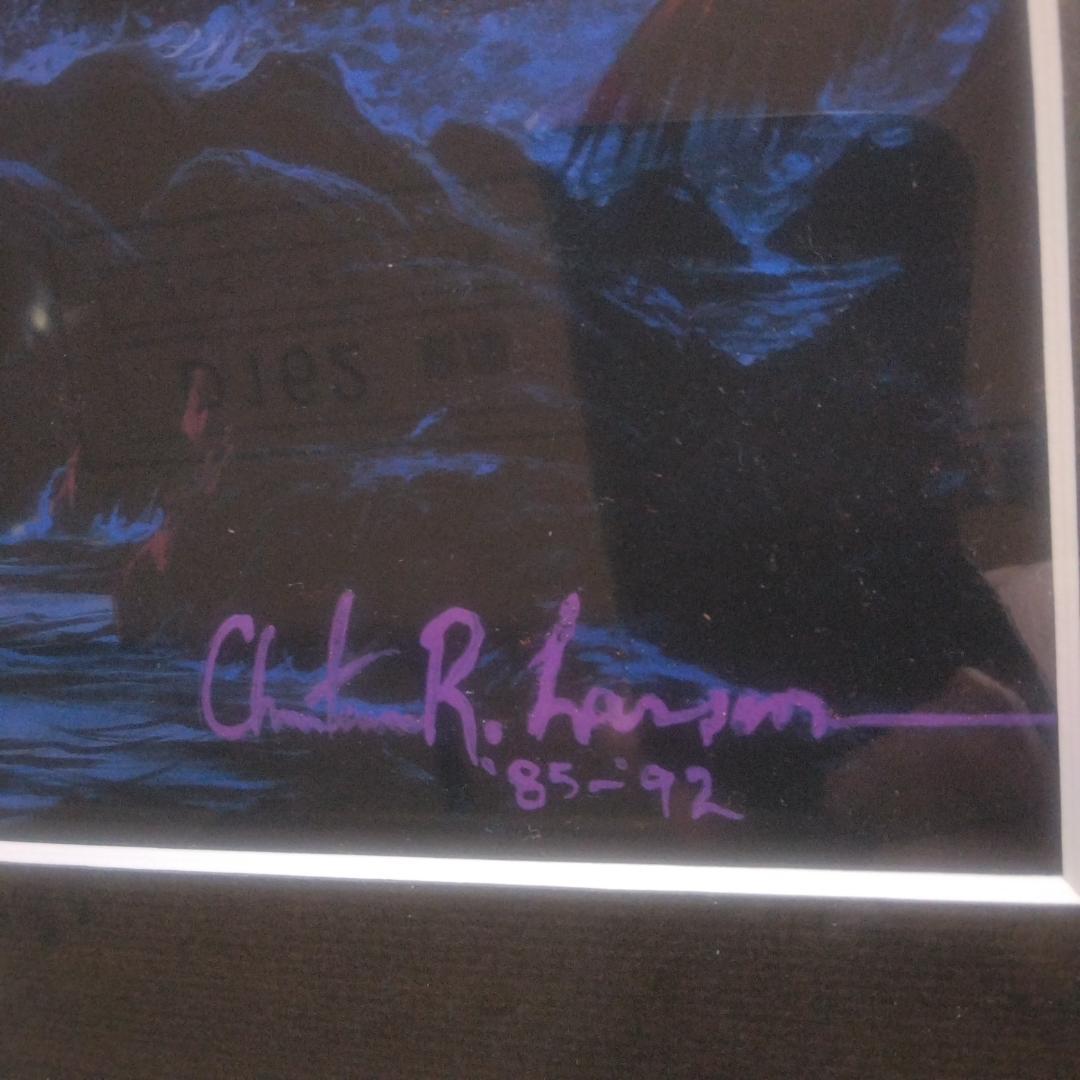 Christian R. Lassen
'85-'92